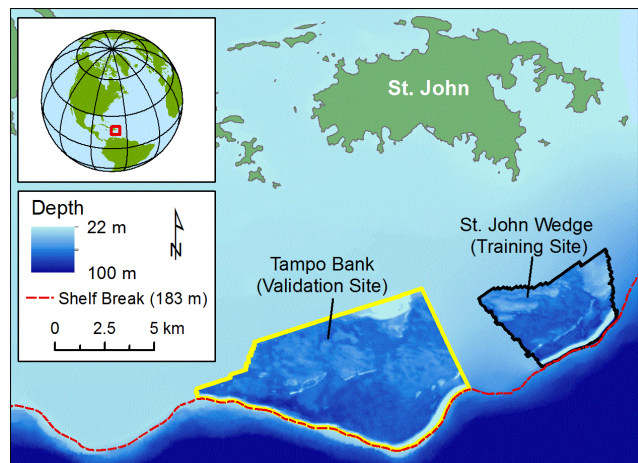 St. John
Depth
22 m
100 m
N
Shelf Break (183 m)
0 2.5 5 km
Tampo Bank
(Validation Site)
St. John Wedge
(Training Site)